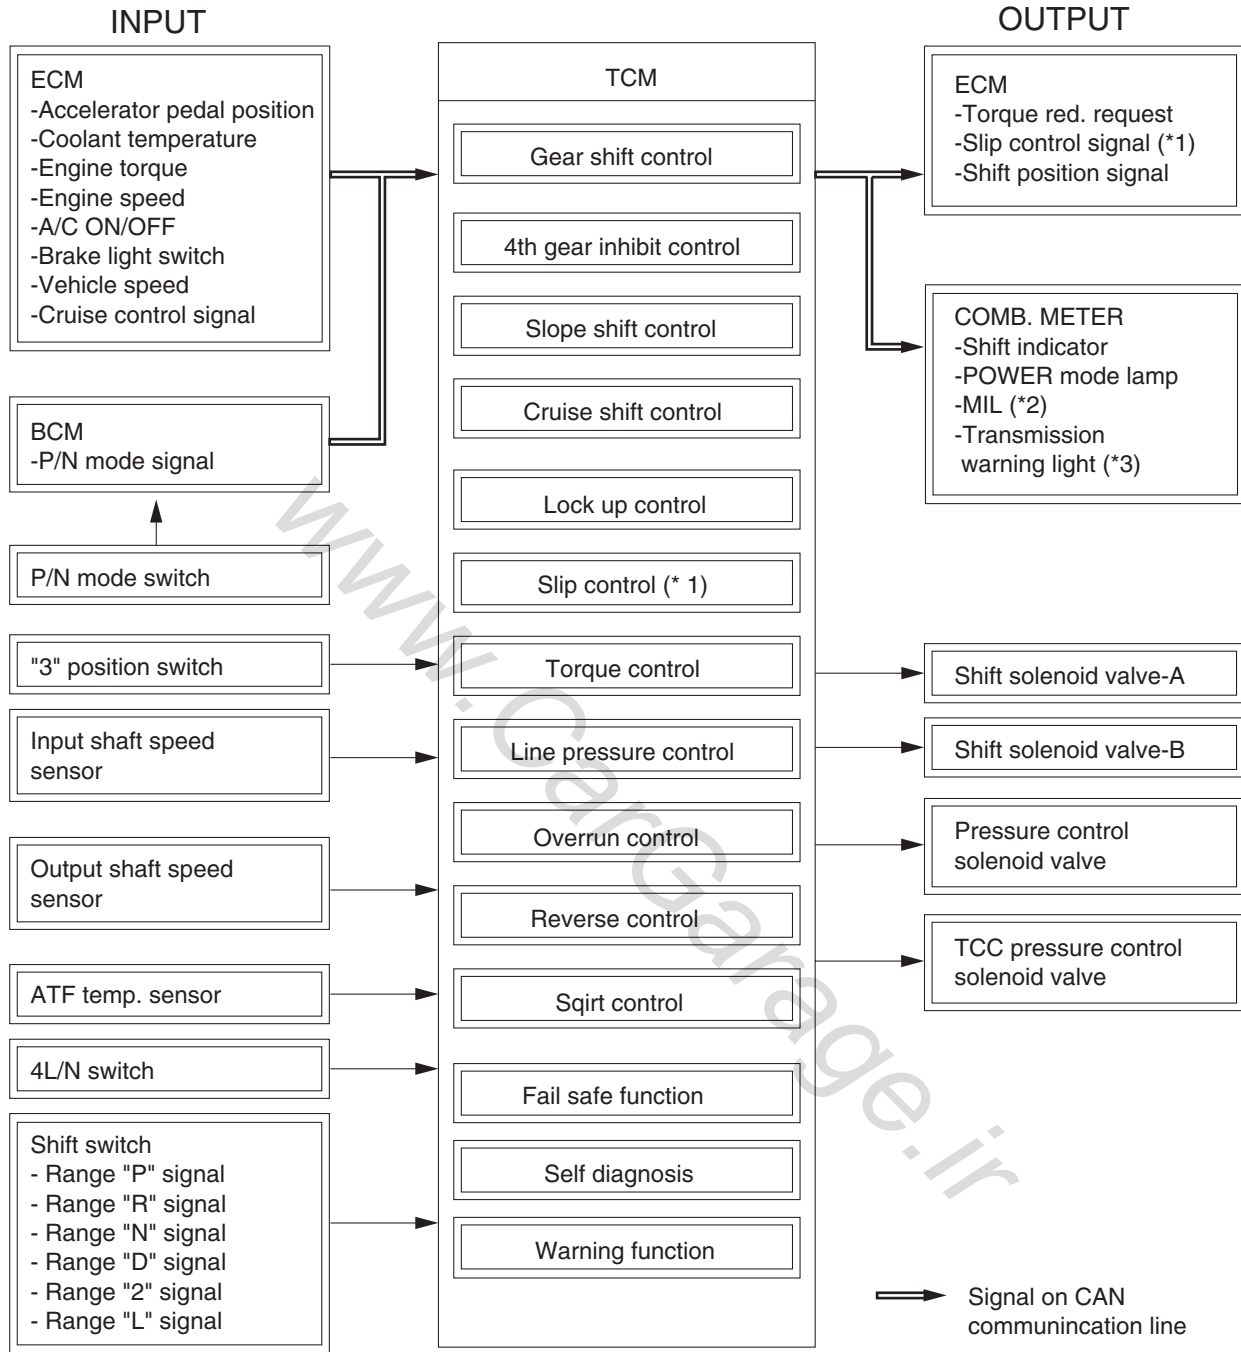 INPUT
ECM
-Accelerator pedal position
-Coolant temperature
-Engine torque
-Engine speed
-A/C ON/OFF
-Brake light switch
-Vehicle speed
-Cruise control signal
BCM
-P/N mode signal
P/N mode switch
"3" position switch
Input shaft speed
sensor
Output shaft speed
sensor
ATF temp. sensor
4L/N switch
Shift switch
- Range "P" signal
- Range "R" signal
- Range "N" signal
- Range "D" signal
- Range "2" signal
- Range "L" signal
TCM
Gear shift control
4th gear inhibit control
Slope shift control
Cruise shift control
Lock up control
Slip control (* 1)
Torque control
Line pressure control
Overrun control
Reverse control
Sqirt control
Fail safe function
Self diagnosis
Warning function
OUTPUT
ECM
-Torque red. request
-Slip control signal (*1)
-Shift position signal
COMB. METER
-Shift indicator
-POWER mode lamp
-MIL (*2)
-Transmission
warning light (*3)
Shift solenoid valve-A
Shift solenoid valve-B
Pressure control
solenoid valve
TCC pressure control
solenoid valve
Signal on CAN
communincation line
www.CarGarage.ir